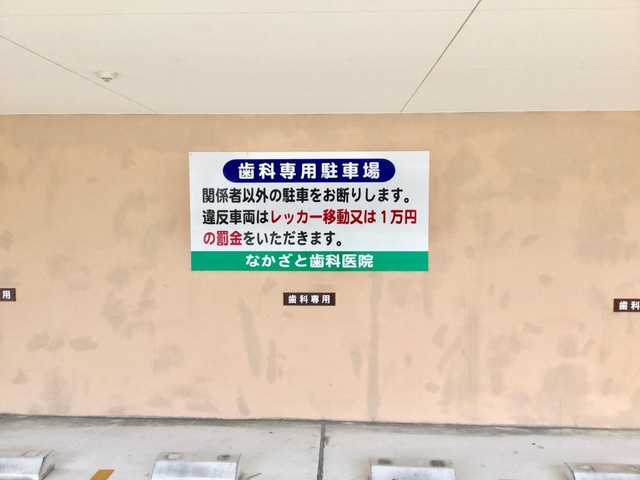 歯科専用駐車場
関係者以外の駐車をお断りします。
違反車両はレッカー移動又は１万円
の罰金をいただきます。
なかざと歯科医院
用
歯科専用
歯科